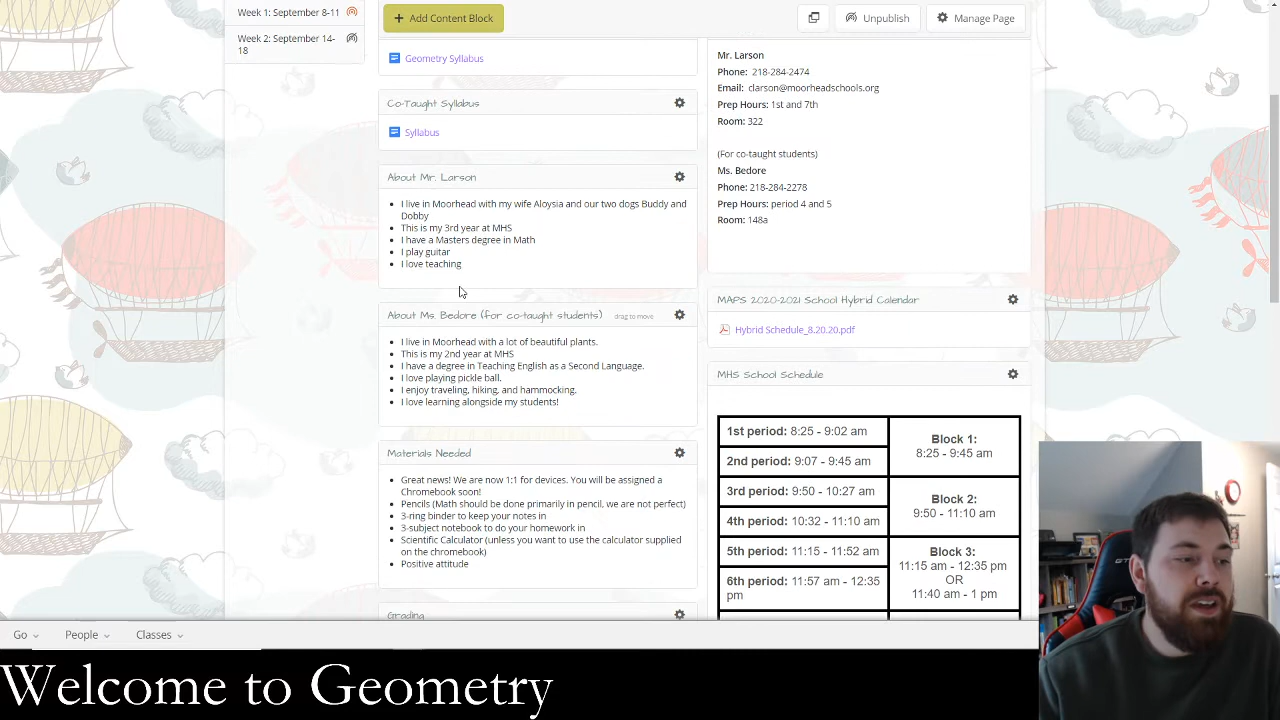 Week 1: September 8-11
Week 2: September 14-
18
+ Add Content Block
Unpublish
Manage Page
Geometry Syllabus
Co-Taught Syllabus
Syllabus
About Mr. Larson
I live in Moorhead with my wife Aloysia and our two dogs Buddy and
Dobby
This is my 3rd year at MHS
I have a Masters degree in Math
I play guitar
I love teaching
About Ms. Bedore (for co-taught students)
drag to move
I live in Moorhead with a lot of beautiful plants.
This is my 2nd year at MHS
I have a degree in Teaching English as a Second Language.
I love playing pickle ball.
I enjoy traveling, hiking, and hammocking.
I love learning alongside my students!
Materials Needed
Great news! We are now 1:1 for devices. You will be assigned a
Chromebook soon!
Pencils (Math should be done primarily in pencil, we are not perfect)
3-ring binder to keep your notes in
3-subject notebook to do your homework in
Scientific Calculator (unless you want to use the calculator supplied
on the chromebook)
Positive attitude
Grading
Mr. Larson
Phone: 218-284-2474
Email: clarson@moorheadschools.org
Prep Hours: 1st and 7th
Room: 322
(For co-taught students)
Ms. Bedore
Phone: 218-284-2278
Prep Hours: period 4 and 5
Room: 148a
MAPS 2020-2021 School Hybrid Calendar
Hybrid Schedule_8.20.20.pdf
MHS School Schedule
1st period: 8:25 - 9:02 am
2nd period: 9:07 - 9:45 am
Block 1:
8:25 - 9:45 am
3rd period: 9:50 - 10:27 am
4th period: 10:32 - 11:10 am
Block 2:
9:50 - 11:10 am
5th period: 11:15 - 11:52 am
6th period: 11:57 am - 12:35
pm
Block 3:
11:15 am - 12:35 pm
OR
11:40 am - 1 pm
Go
People
Classes
GT
Welcome to Geometry